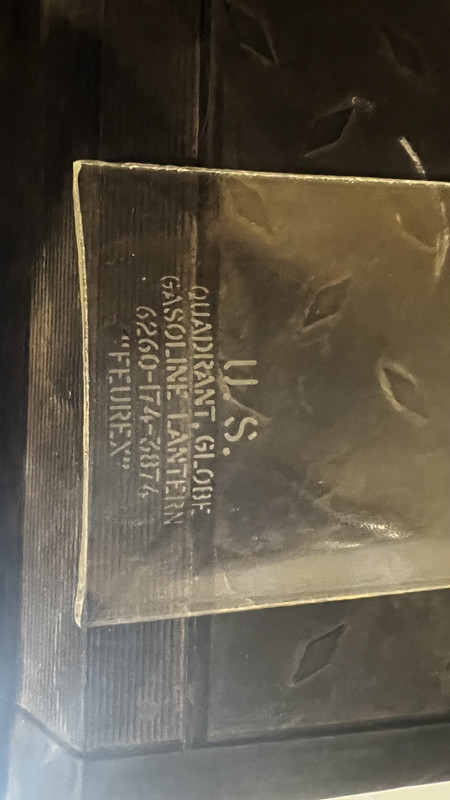 U. S.
QUADRANT, GLOBE
GASOLINE LANTERN
6260-174-3874
"FEUREX"